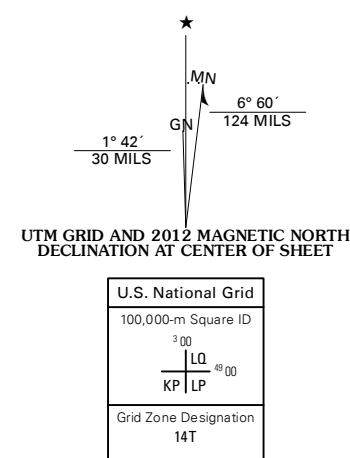 ★
MN
GN
6° 60´
124 MILS
1° 42´
30 MILS
UTM GRID AND 2012 MAGNETIC NORTH
DECLINATION AT CENTER OF SHEET
U.S. National Grid
100,000-m Square ID
3 00
LQ
49 00
KP LP
Grid Zone Designation
14T